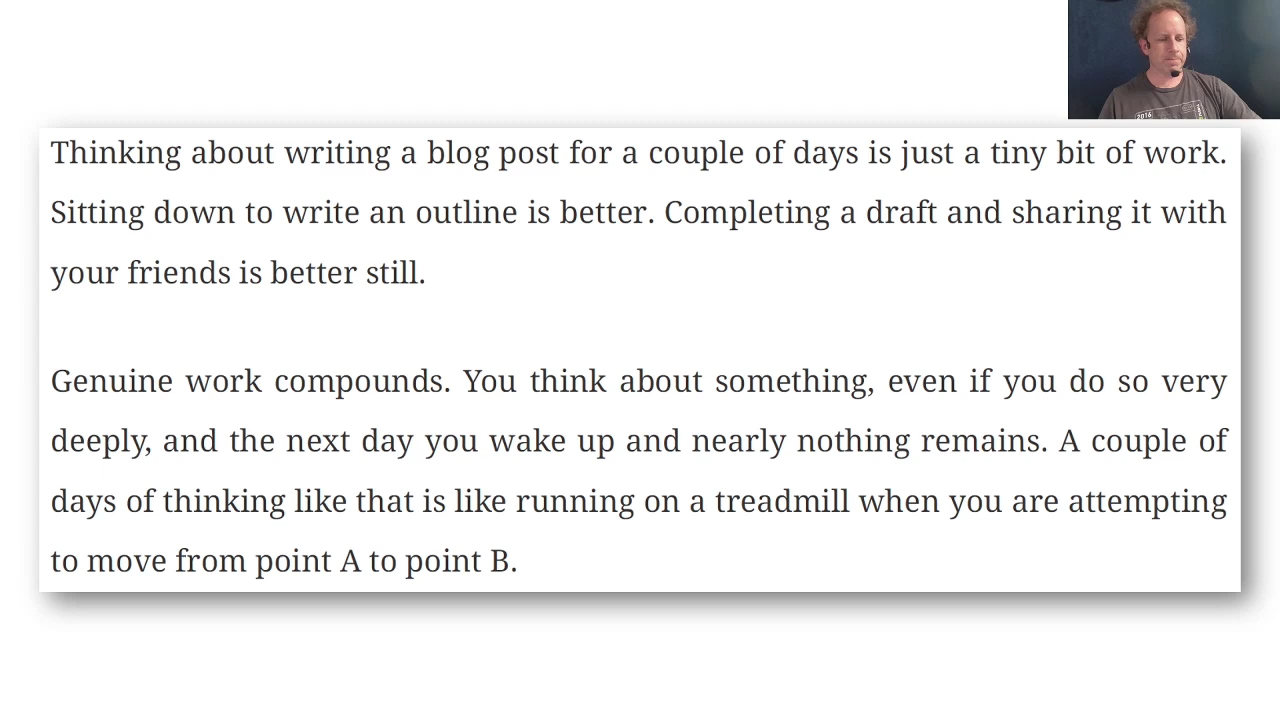 Thinking about writing a blog post for a couple of days is just a tiny bit of work.
Sitting down to write an outline is better. Completing a draft and sharing it with
your friends is better still.
Genuine work compounds. You think about something, even if you do so very
deeply, and the next day you wake up and nearly nothing remains. A couple of
days of thinking like that is like running on a treadmill when you are attempting
to move from point A to point B.
2016